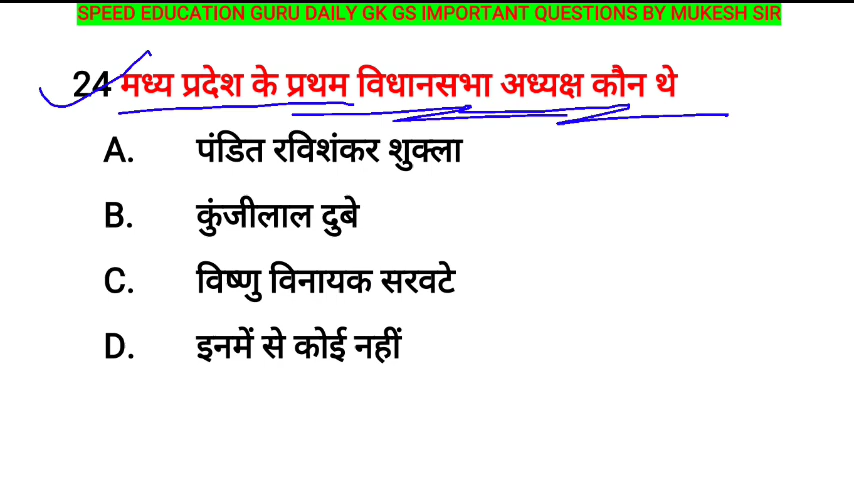 SPEED EDUCATION GURU DAILY GK GS IMPORTANT QUESTIONS BY MUKESH SIR
24 मध्य प्रदेश के प्रथम विधानसभा अध्यक्ष कौन थे
A. पंडित रविशंकर शुक्ला
B. कुंजीलाल दुबे
C. विष्णु विनायक सरवटे
D. इनमें से कोई नहीं